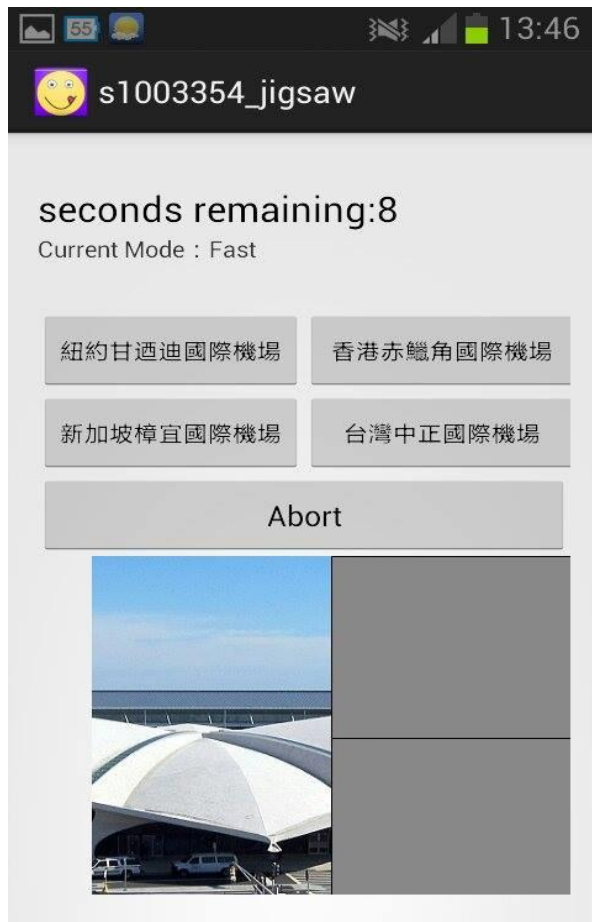 55 13:46
s1003354_jigsaw
seconds remaining:8
Current Mode：Fast
紐約甘迺迪國際機場 香港赤鱲角國際機場
新加坡樟宜國際機場 台灣中正國際機場
Abort